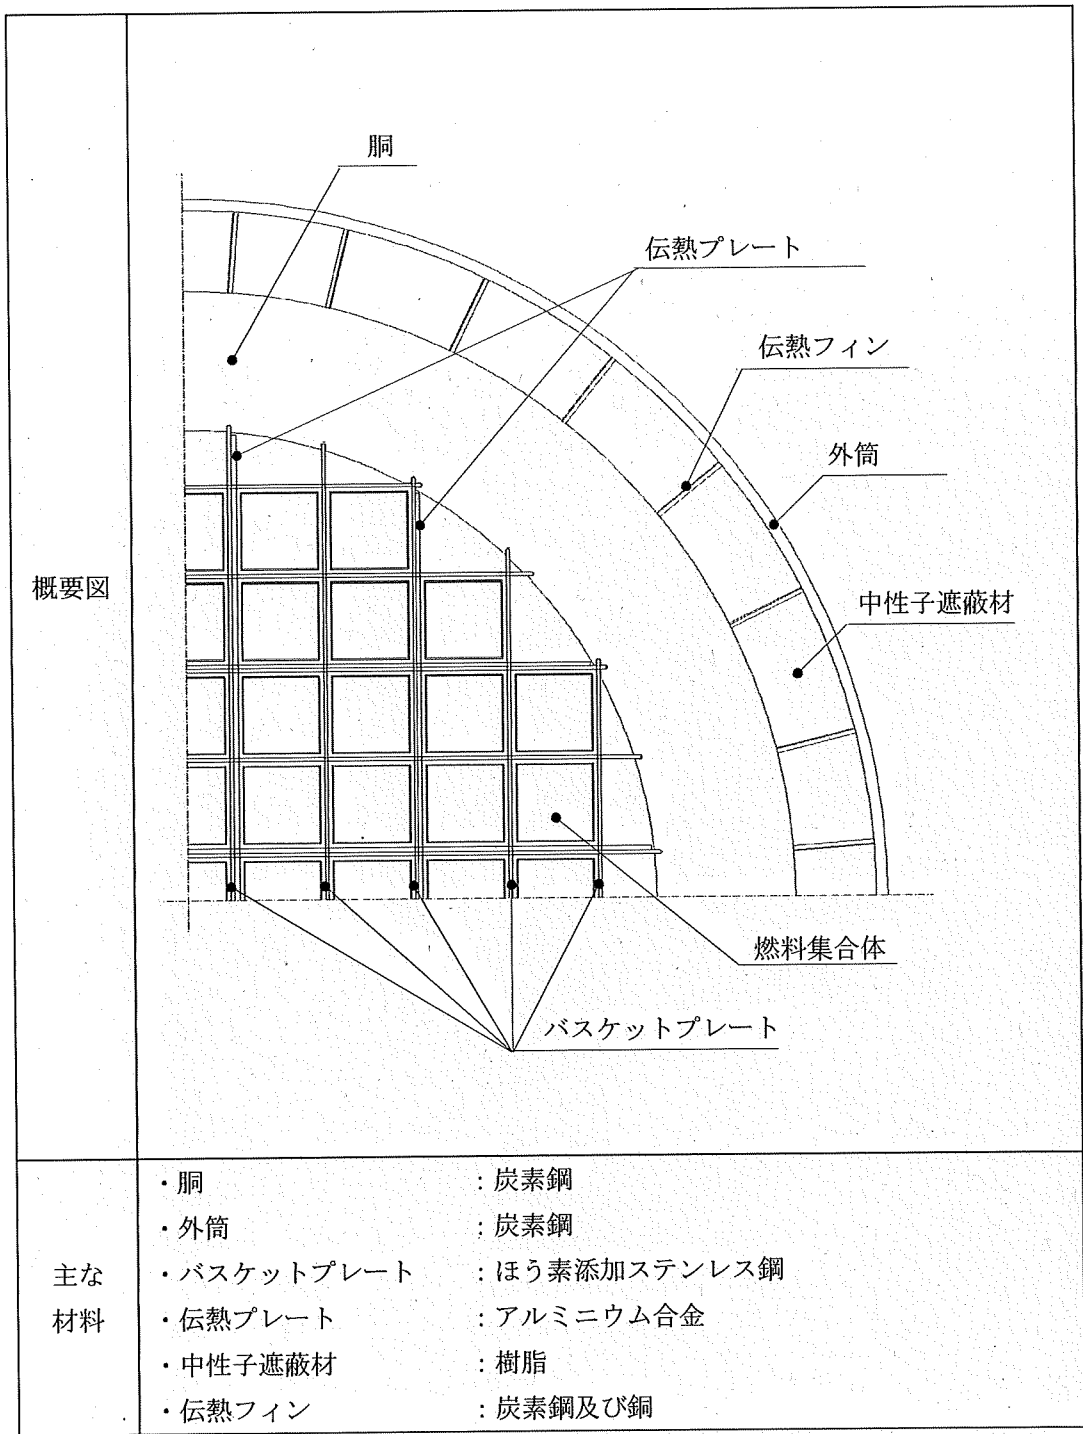 概要図
胴
伝熱プレート
伝熱フィン
外筒
中性子遮蔽材
燃料集合体
バスケットプレート
主な
材料
・胴 : 炭素鋼
・外筒 : 炭素鋼
・バスケットプレート : ほう素添加ステンレス鋼
・伝熱プレート : アルミニウム合金
・中性子遮蔽材 : 樹脂
・伝熱フィン : 炭素鋼及び銅